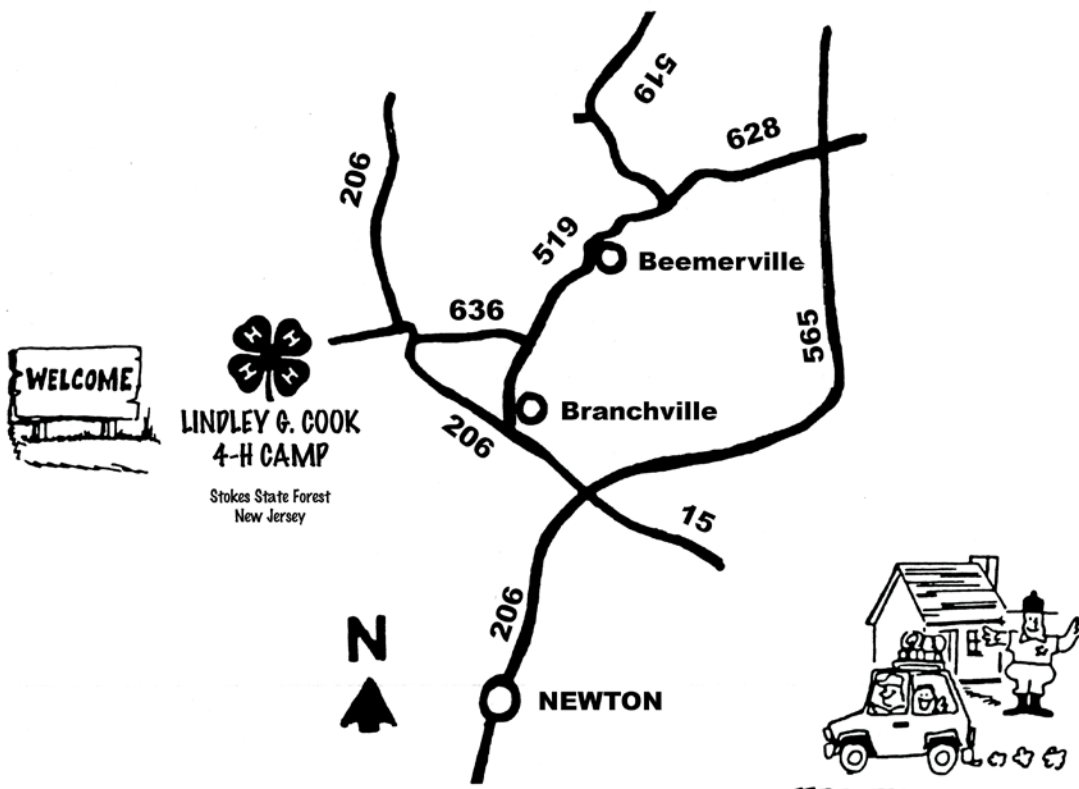 519
628
206
519
Beemerville
636
565
WELCOME
H H
H H
LINDLEY G. COOK
4-H CAMP
Stokes State Forest
New Jersey
Branchville
206
15
206
N
NEWTON